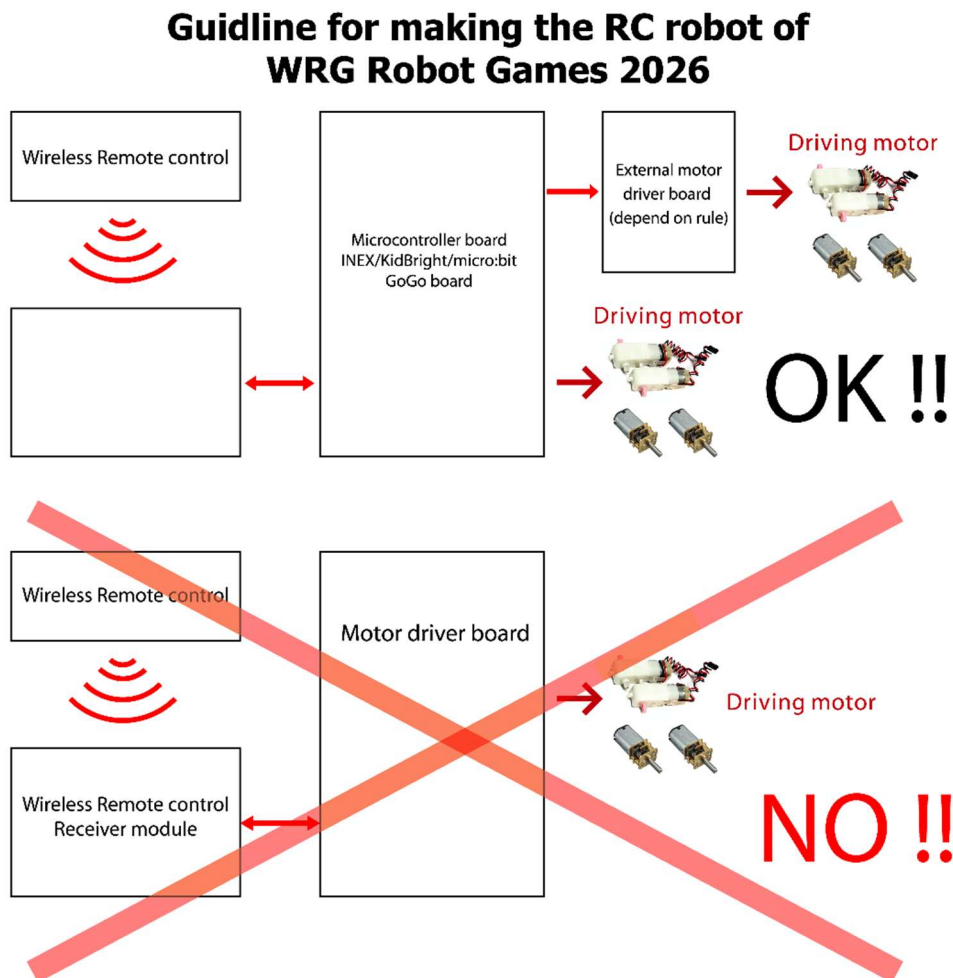 Guidline for making the RC robot of
WRG Robot Games 2026
Wireless Remote control
Microcontroller board
INEX/KidBright/micro:bit
GoGo board
External motor
driver board
(depend on rule)
Driving motor
Driving motor
OK !!
Wireless Remote control
Motor driver board
Driving motor
Wireless Remote control
Receiver module
NO !!